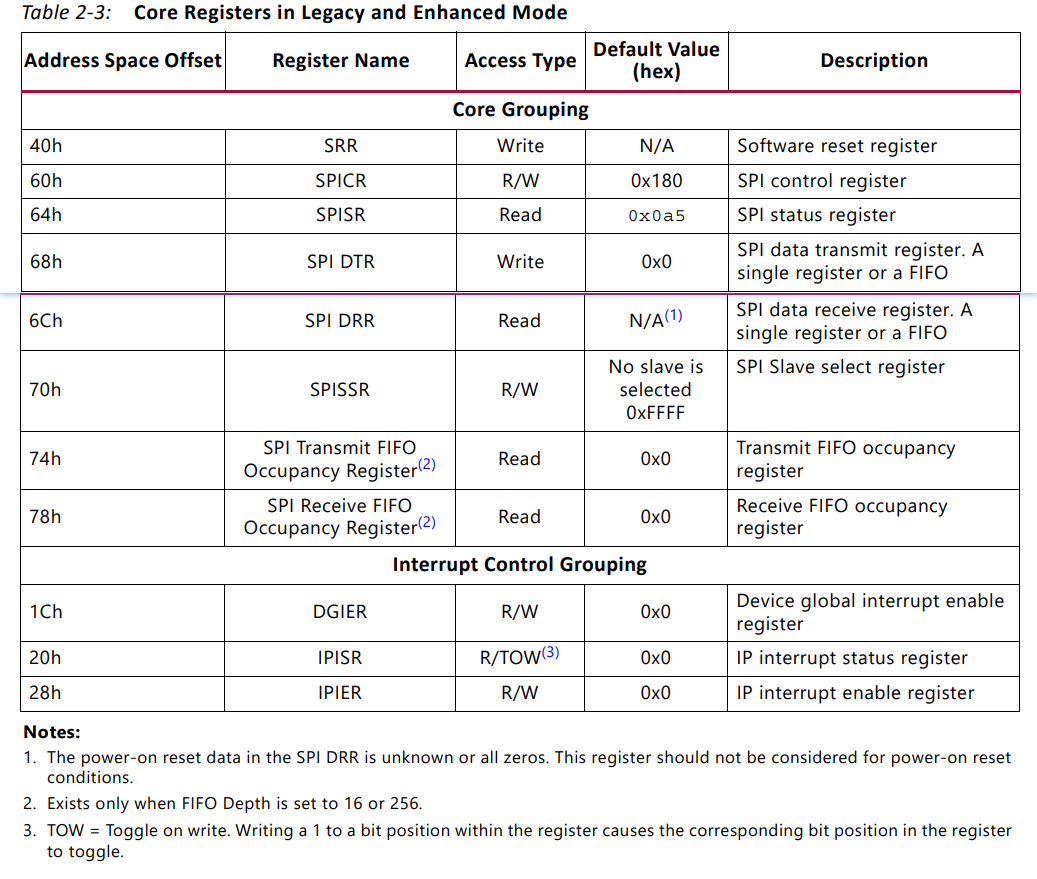 Table 2-3: Core Registers in Legacy and Enhanced Mode
Address Space Offset Register Name Access Type Default Value (hex) Description
Core Grouping
40h SRR Write N/A Software reset register
60h SPICR R/W 0x180 SPI control register
64h SPISR Read 0x0a5 SPI status register
68h SPI DTR Write 0x0 SPI data transmit register. A single register or a FIFO
6Ch SPI DRR Read N/A(1) SPI data receive register. A single register or a FIFO
70h SPISSR R/W No slave is selected 0xFFFF SPI Slave select register
74h SPI Transmit FIFO Occupancy Register(2) Read 0x0 Transmit FIFO occupancy register
78h SPI Receive FIFO Occupancy Register(2) Read 0x0 Receive FIFO occupancy register
Interrupt Control Grouping
1Ch DGIER R/W 0x0 Device global interrupt enable register
20h IPISR R/TOW(3) 0x0 IP interrupt status register
28h IPIER R/W 0x0 IP interrupt enable register
Notes:
1. The power-on reset data in the SPI DRR is unknown or all zeros. This register should not be considered for power-on reset
conditions.
2. Exists only when FIFO Depth is set to 16 or 256.
3. TOW = Toggle on write. Writing a 1 to a bit position within the register causes the corresponding bit position in the register
to toggle.